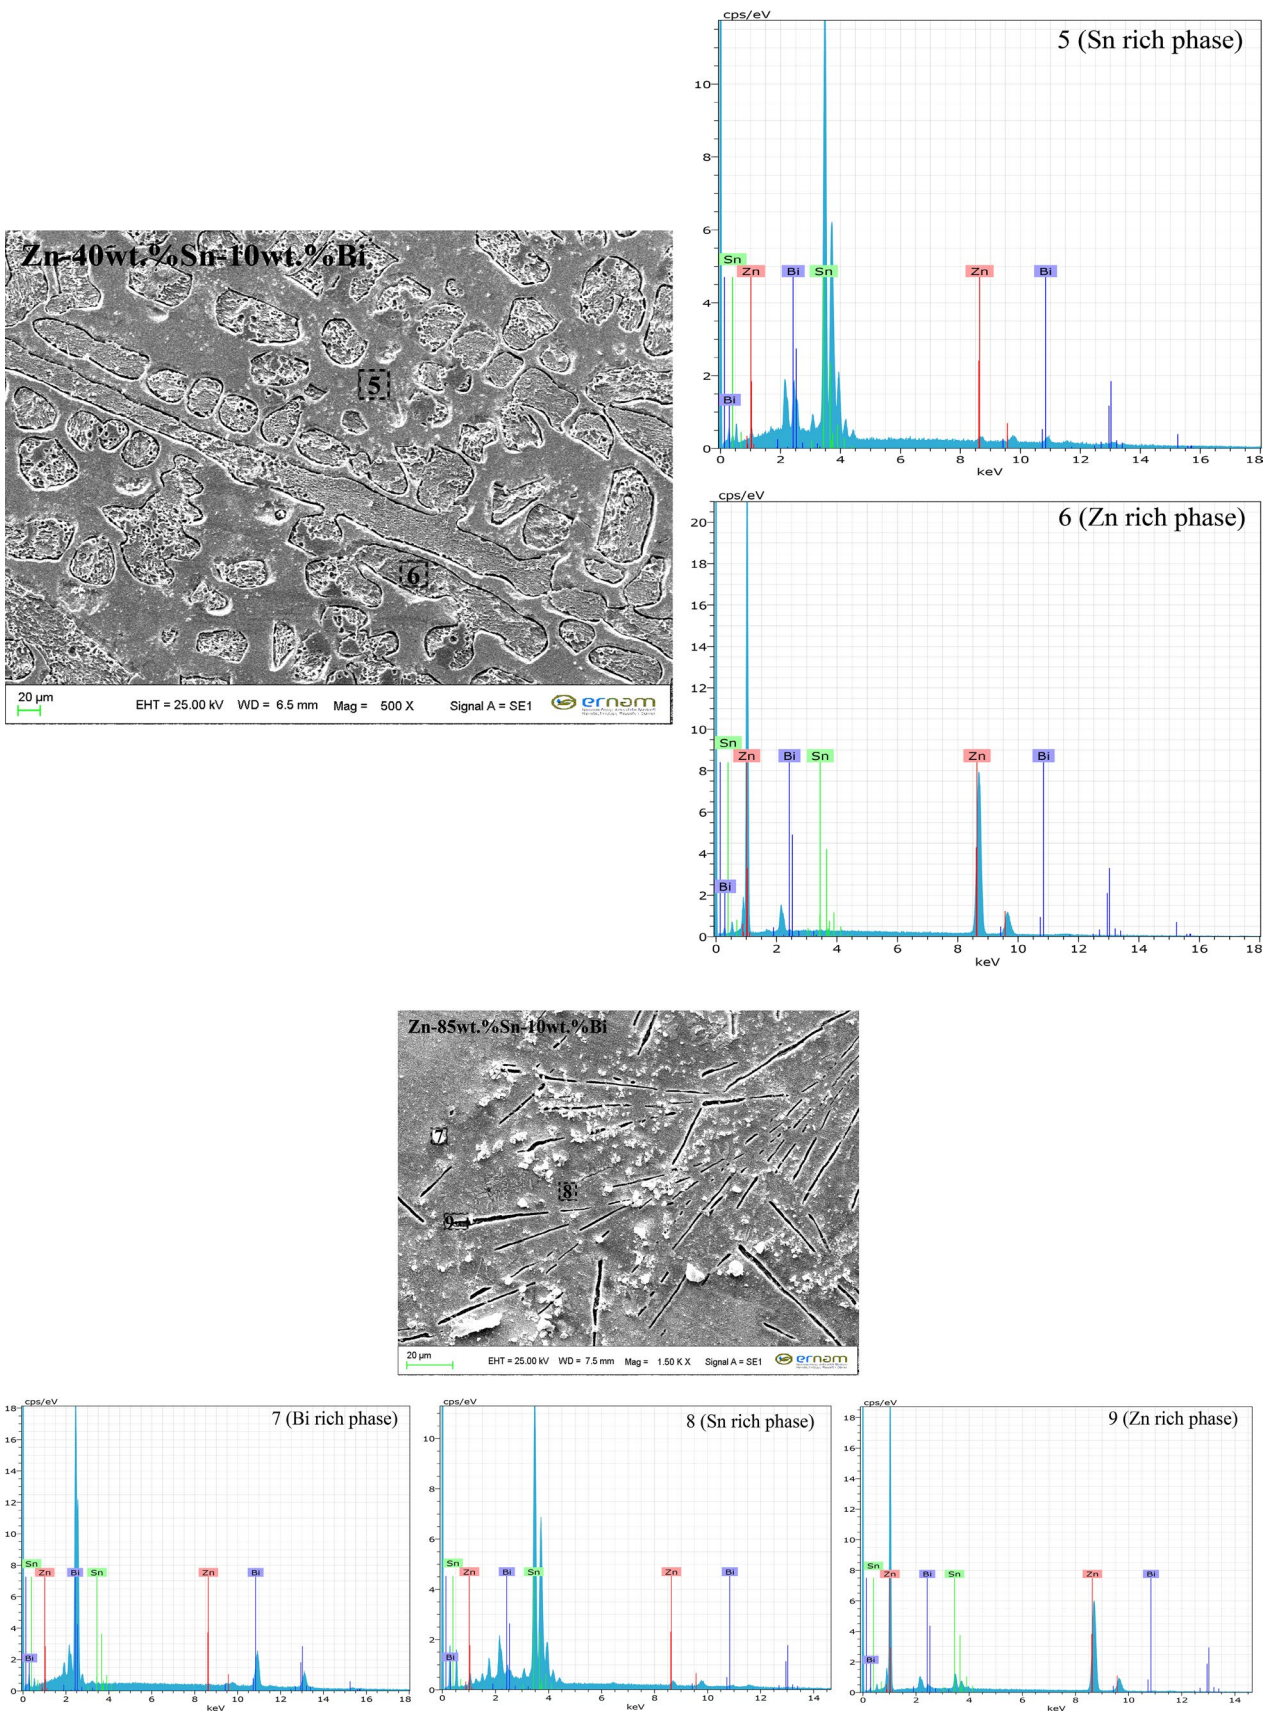 cps/eV
5 (Sn rich phase)
10
8
6
4
2
0
Sn
Zn
Bi
Sn
Zn
Bi
Bi
0 2 4 6 8 10 12 14 16 18
keV
Zn-40wt.%Sn-10wt.%Bi
5
6
20 µm
EHT = 25.00 kV WD = 6.5 mm Mag = 500 X Signal A = SE1
ernam
cps/eV
6 (Zn rich phase)
20
18
16
14
12
10
8
6
4
2
0
Sn
Zn
Bi
Sn
Zn
Bi
Bi
0 2 4 6 8 10 12 14 16 18
keV
Zn-85wt.%Sn-10wt.%Bi
7
8
9
20 µm
EHT = 25.00 kV WD = 7.5 mm Mag = 1.50 K X Signal A = SE1
ernam
cps/eV
7 (Bi rich phase)
18
16
14
12
10
8
6
4
2
0
Sn
Zn
Bi
Sn
Zn
Bi
Bi
0 2 4 6 8 10 12 14 16 18
keV
cps/eV
8 (Sn rich phase)
10
8
6
4
2
0
Sn
Zn
Bi
Sn
Zn
Bi
Bi
0 2 4 6 8 10 12 14
keV
cps/eV
9 (Zn rich phase)
18
16
14
12
10
8
6
4
2
0
Sn
Zn
Bi
Sn
Zn
Bi
Bi
0 2 4 6 8 10 12 14
keV